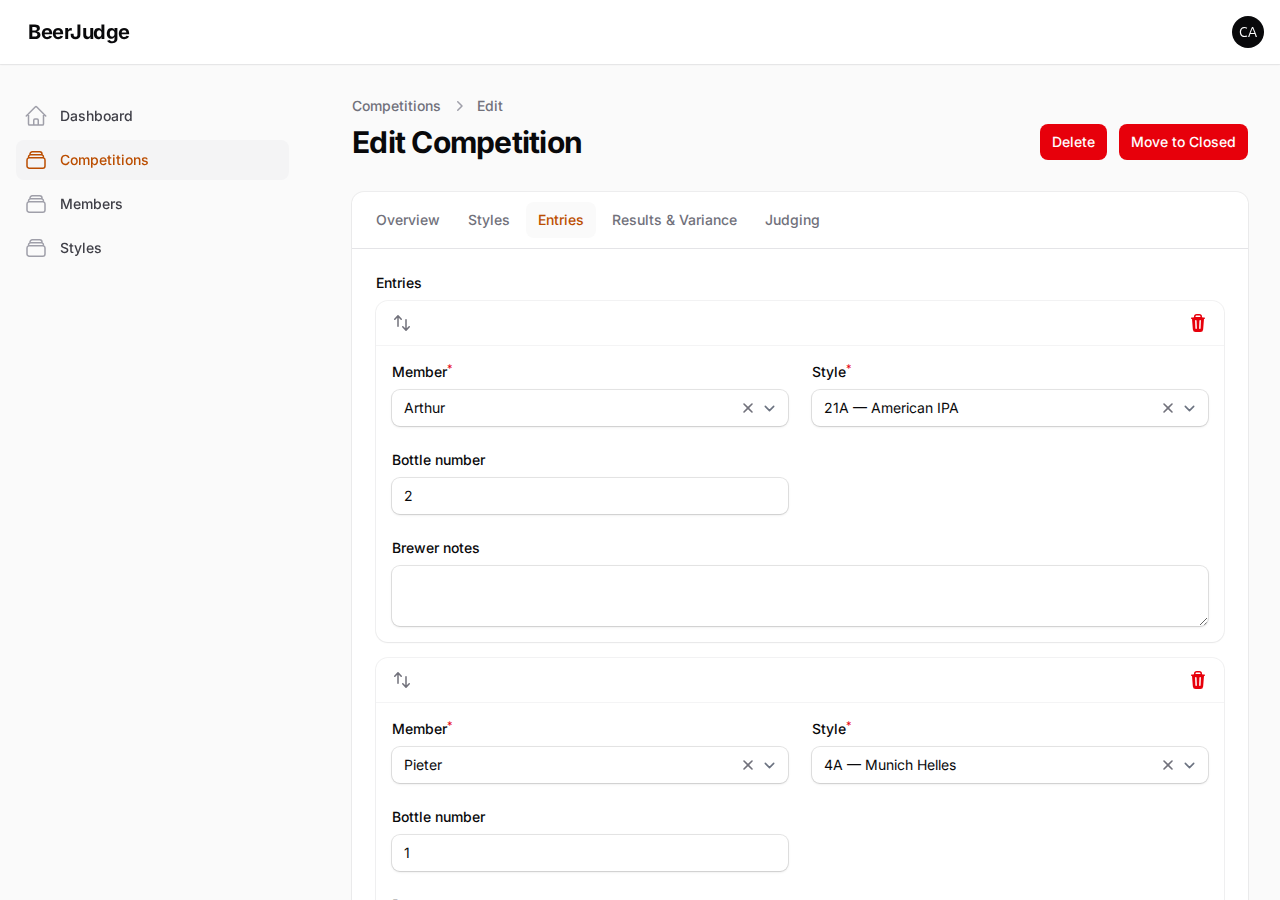 BeerJudge
CA
Dashboard
Competitions
Members
Styles
Competitions > Edit
Edit Competition
Delete
Move to Closed
Overview
Styles
Entries
Results & Variance
Judging
Entries
Member*
Style*
Arthur
21A — American IPA
Bottle number
2
Brewer notes
Member*
Style*
Pieter
4A — Munich Helles
Bottle number
1